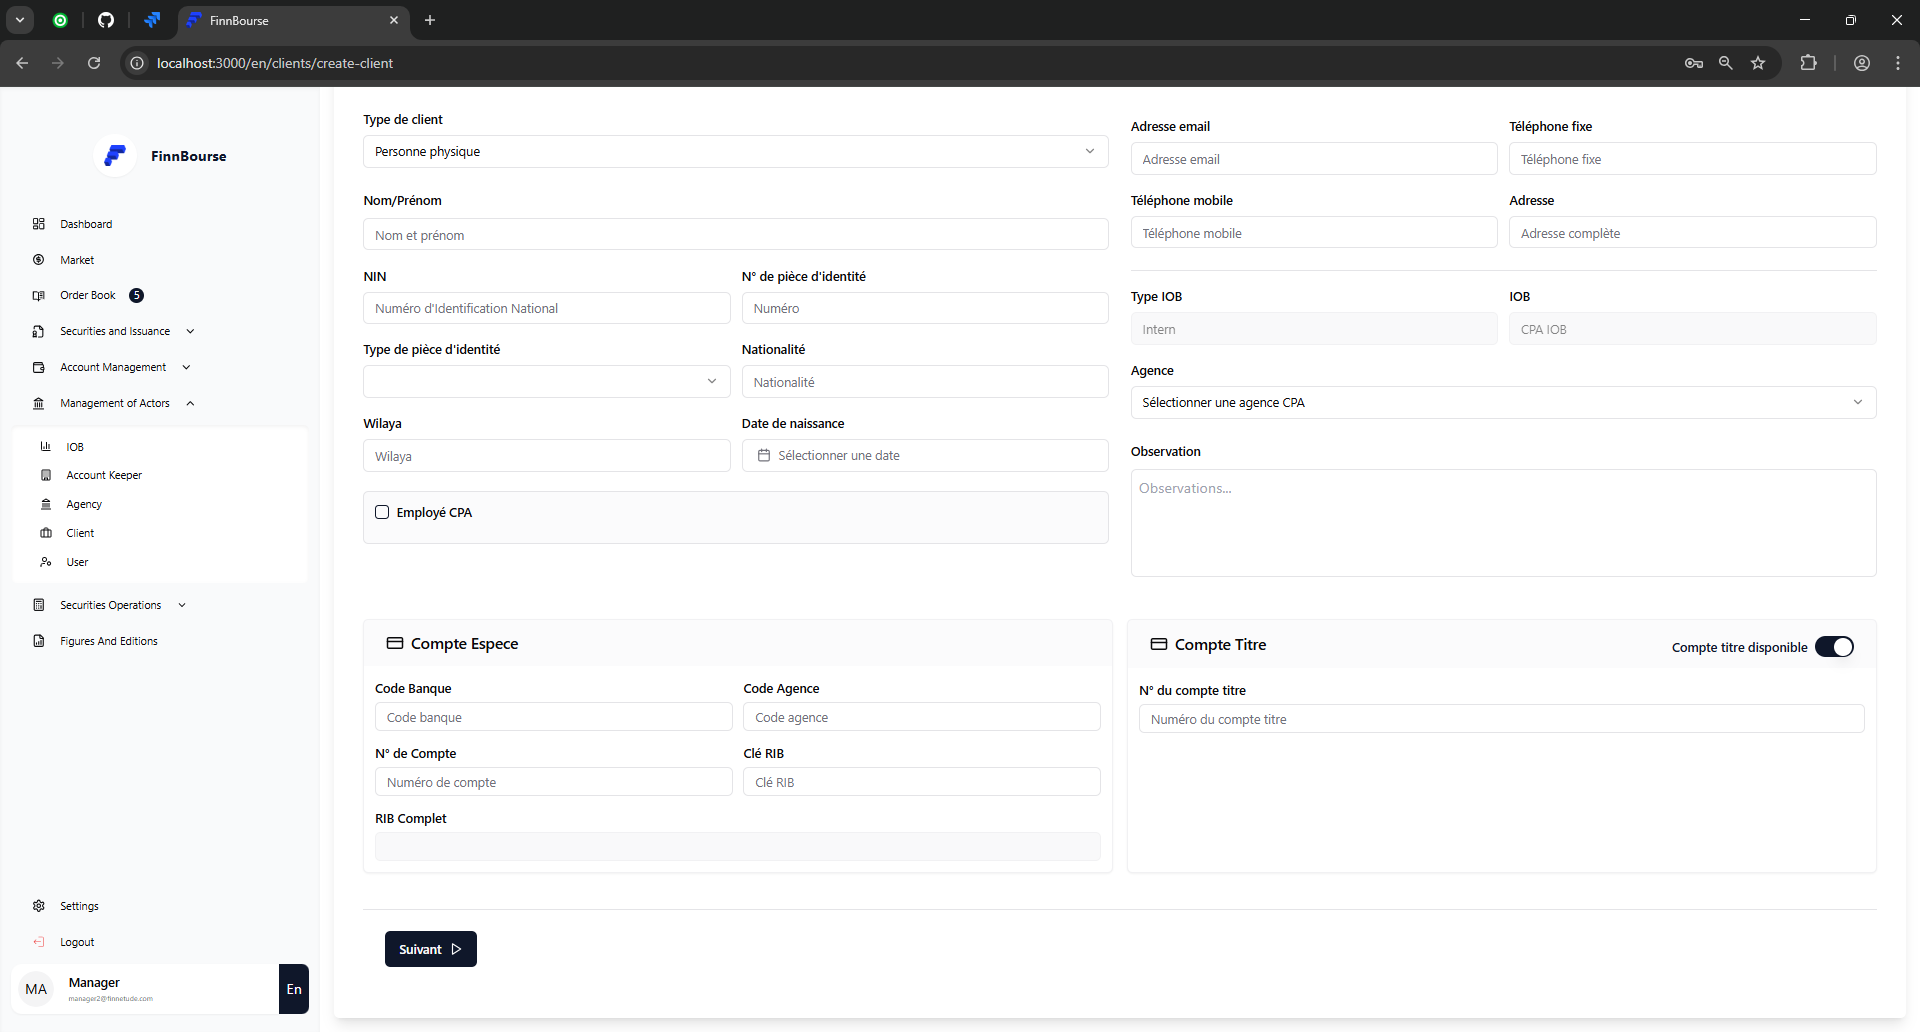 FinnBourse
localhost:3000/en/clients/create-client
FinnBourse
Dashboard
Market
Order Book 5
Securities and Issuance
Account Management
Management of Actors
IOB
Account Keeper
Agency
Client
User
Securities Operations
Figures And Editions
Settings
Logout
MA
Manager
manager2@finnetude.com
En
Type de client
Personne physique
Nom/Prénom
Nom et prénom
NIN
Numéro d'Identification National
N° de pièce d'identité
Numéro
Type de pièce d'identité
Nationalité
Nationalité
Wilaya
Wilaya
Date de naissance
Sélectionner une date
Employé CPA
Adresse email
Adresse email
Téléphone fixe
Téléphone fixe
Téléphone mobile
Téléphone mobile
Adresse
Adresse complète
Type IOB
Intern
IOB
CPA IOB
Agence
Sélectionner une agence CPA
Observation
Observations...
Compte Espece
Code Banque
Code banque
Code Agence
Code agence
N° de Compte
Numéro de compte
Clé RIB
Clé RIB
RIB Complet
Compte Titre
Compte titre disponible
N° du compte titre
Numéro du compte titre
Suivant